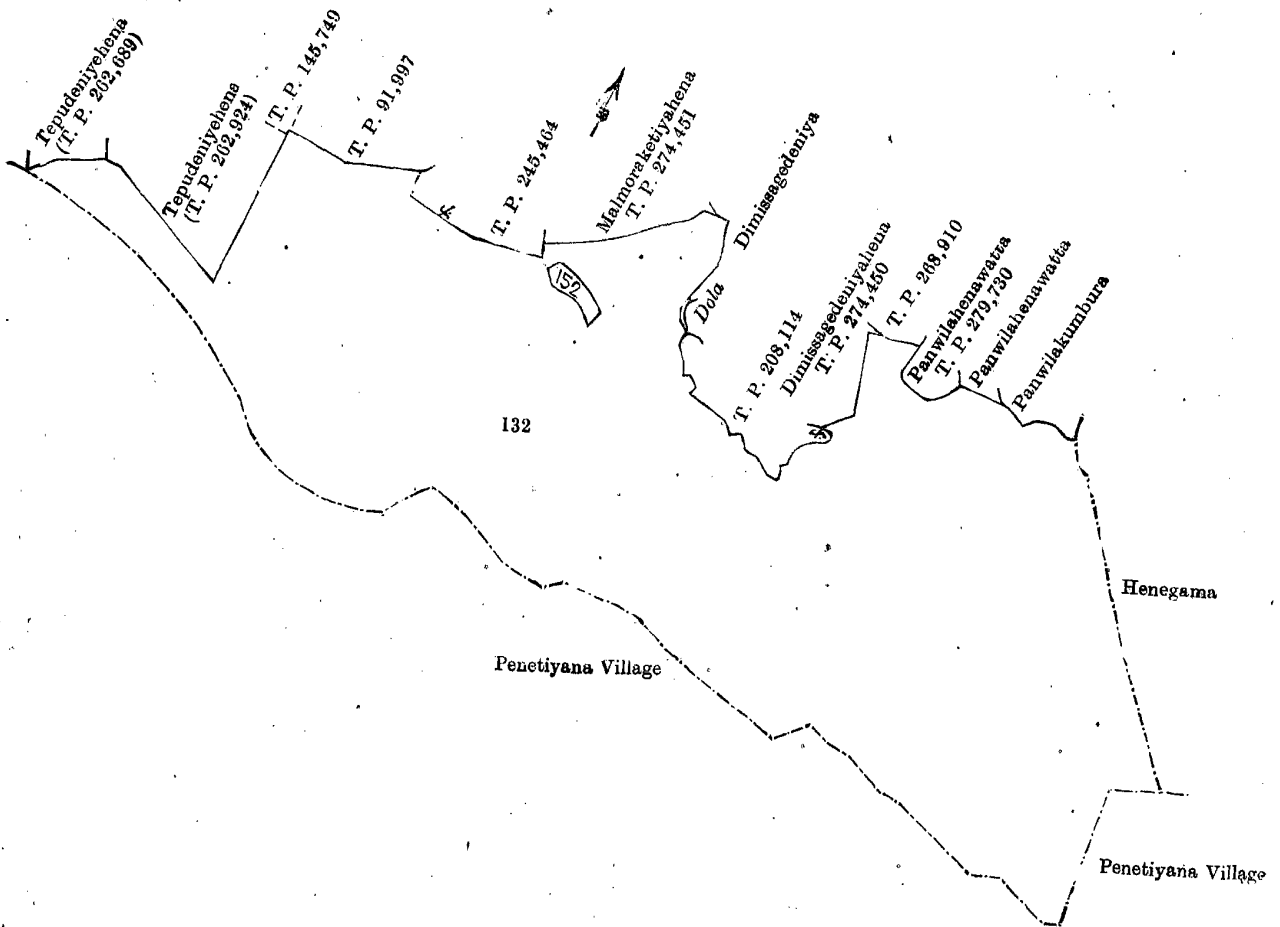 Tepudeniyehena
(T. P. 262,689)
Tepudeniyehena
(T. P. 262,924)
(T. P. 145,749
T. P. 91,997
T. P. 245,464
Malmoraketiyahena
T. P. 274,451
Dimissagedeniya
Dola
152
T. P. 208,114
Dimissagedeniyahena
T. P. 274,450
T. P. 268,910
Panwilahenawatta
T. P. 279,730
Panwilahenawatta
Panwilakumbura
132
Henegama
Penetiyana Village
Penetiyana Village